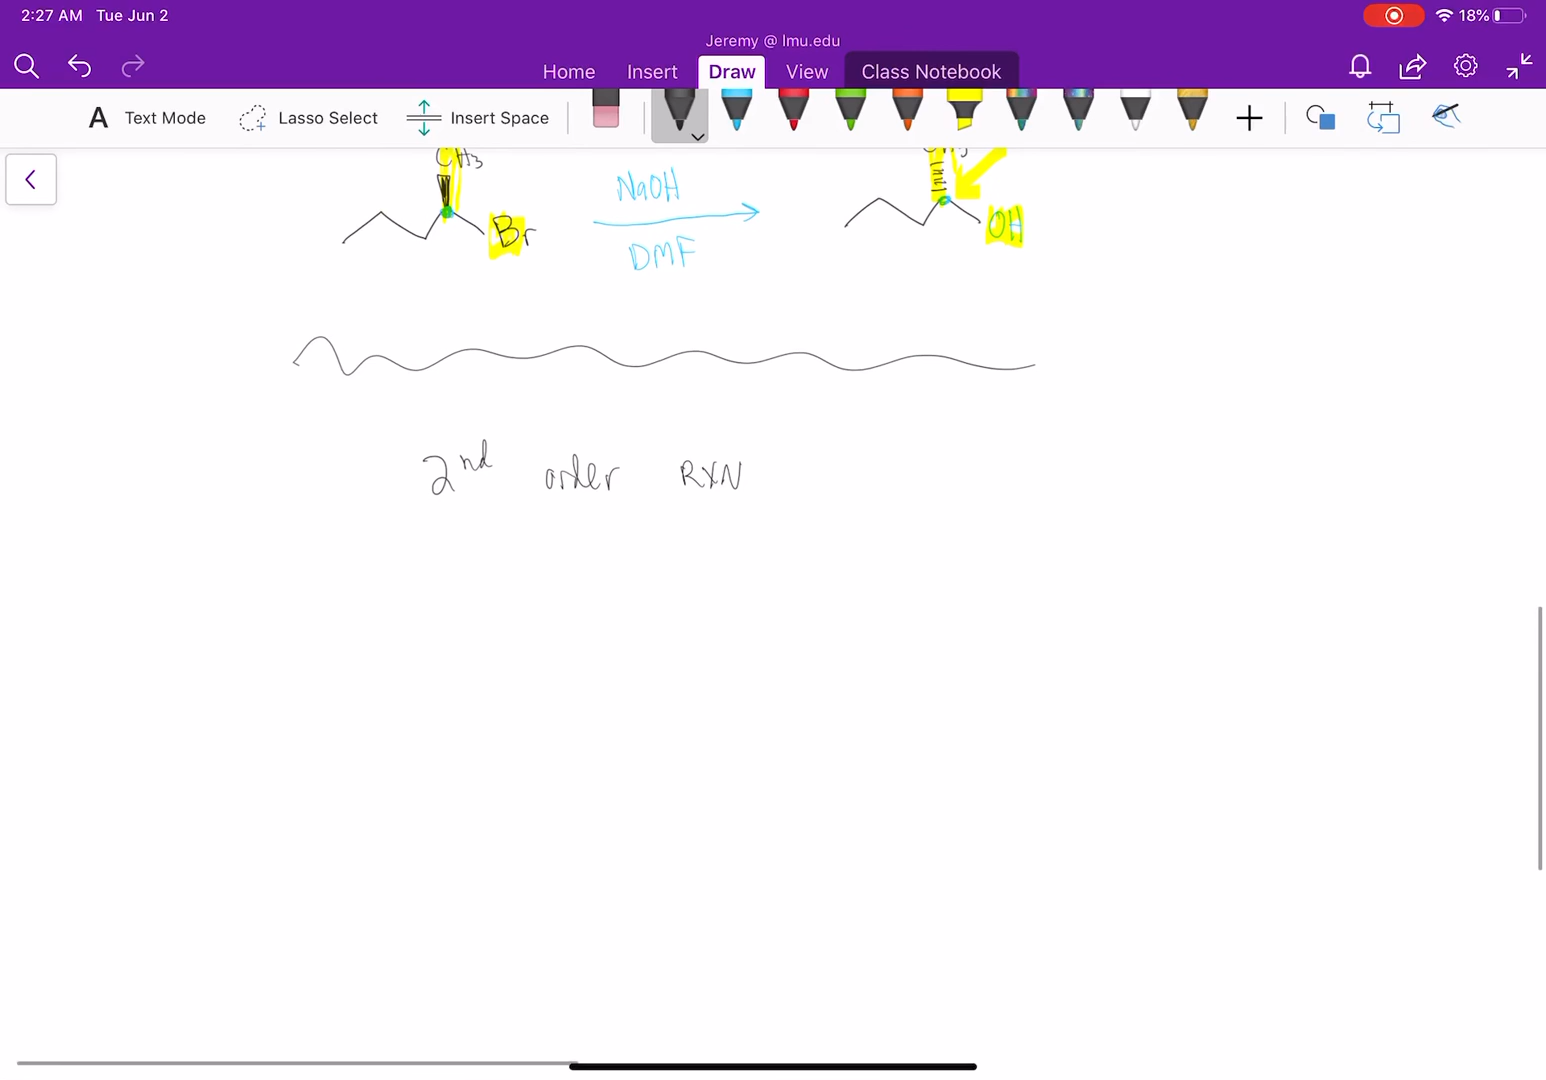 2:27 AM Tue Jun 2
18%
Jeremy @ lmu.edu
Home Insert Draw View Class Notebook
A Text Mode Lasso Select Insert Space
CH3
NaOH
Br
OH
DMF
2nd order RXN